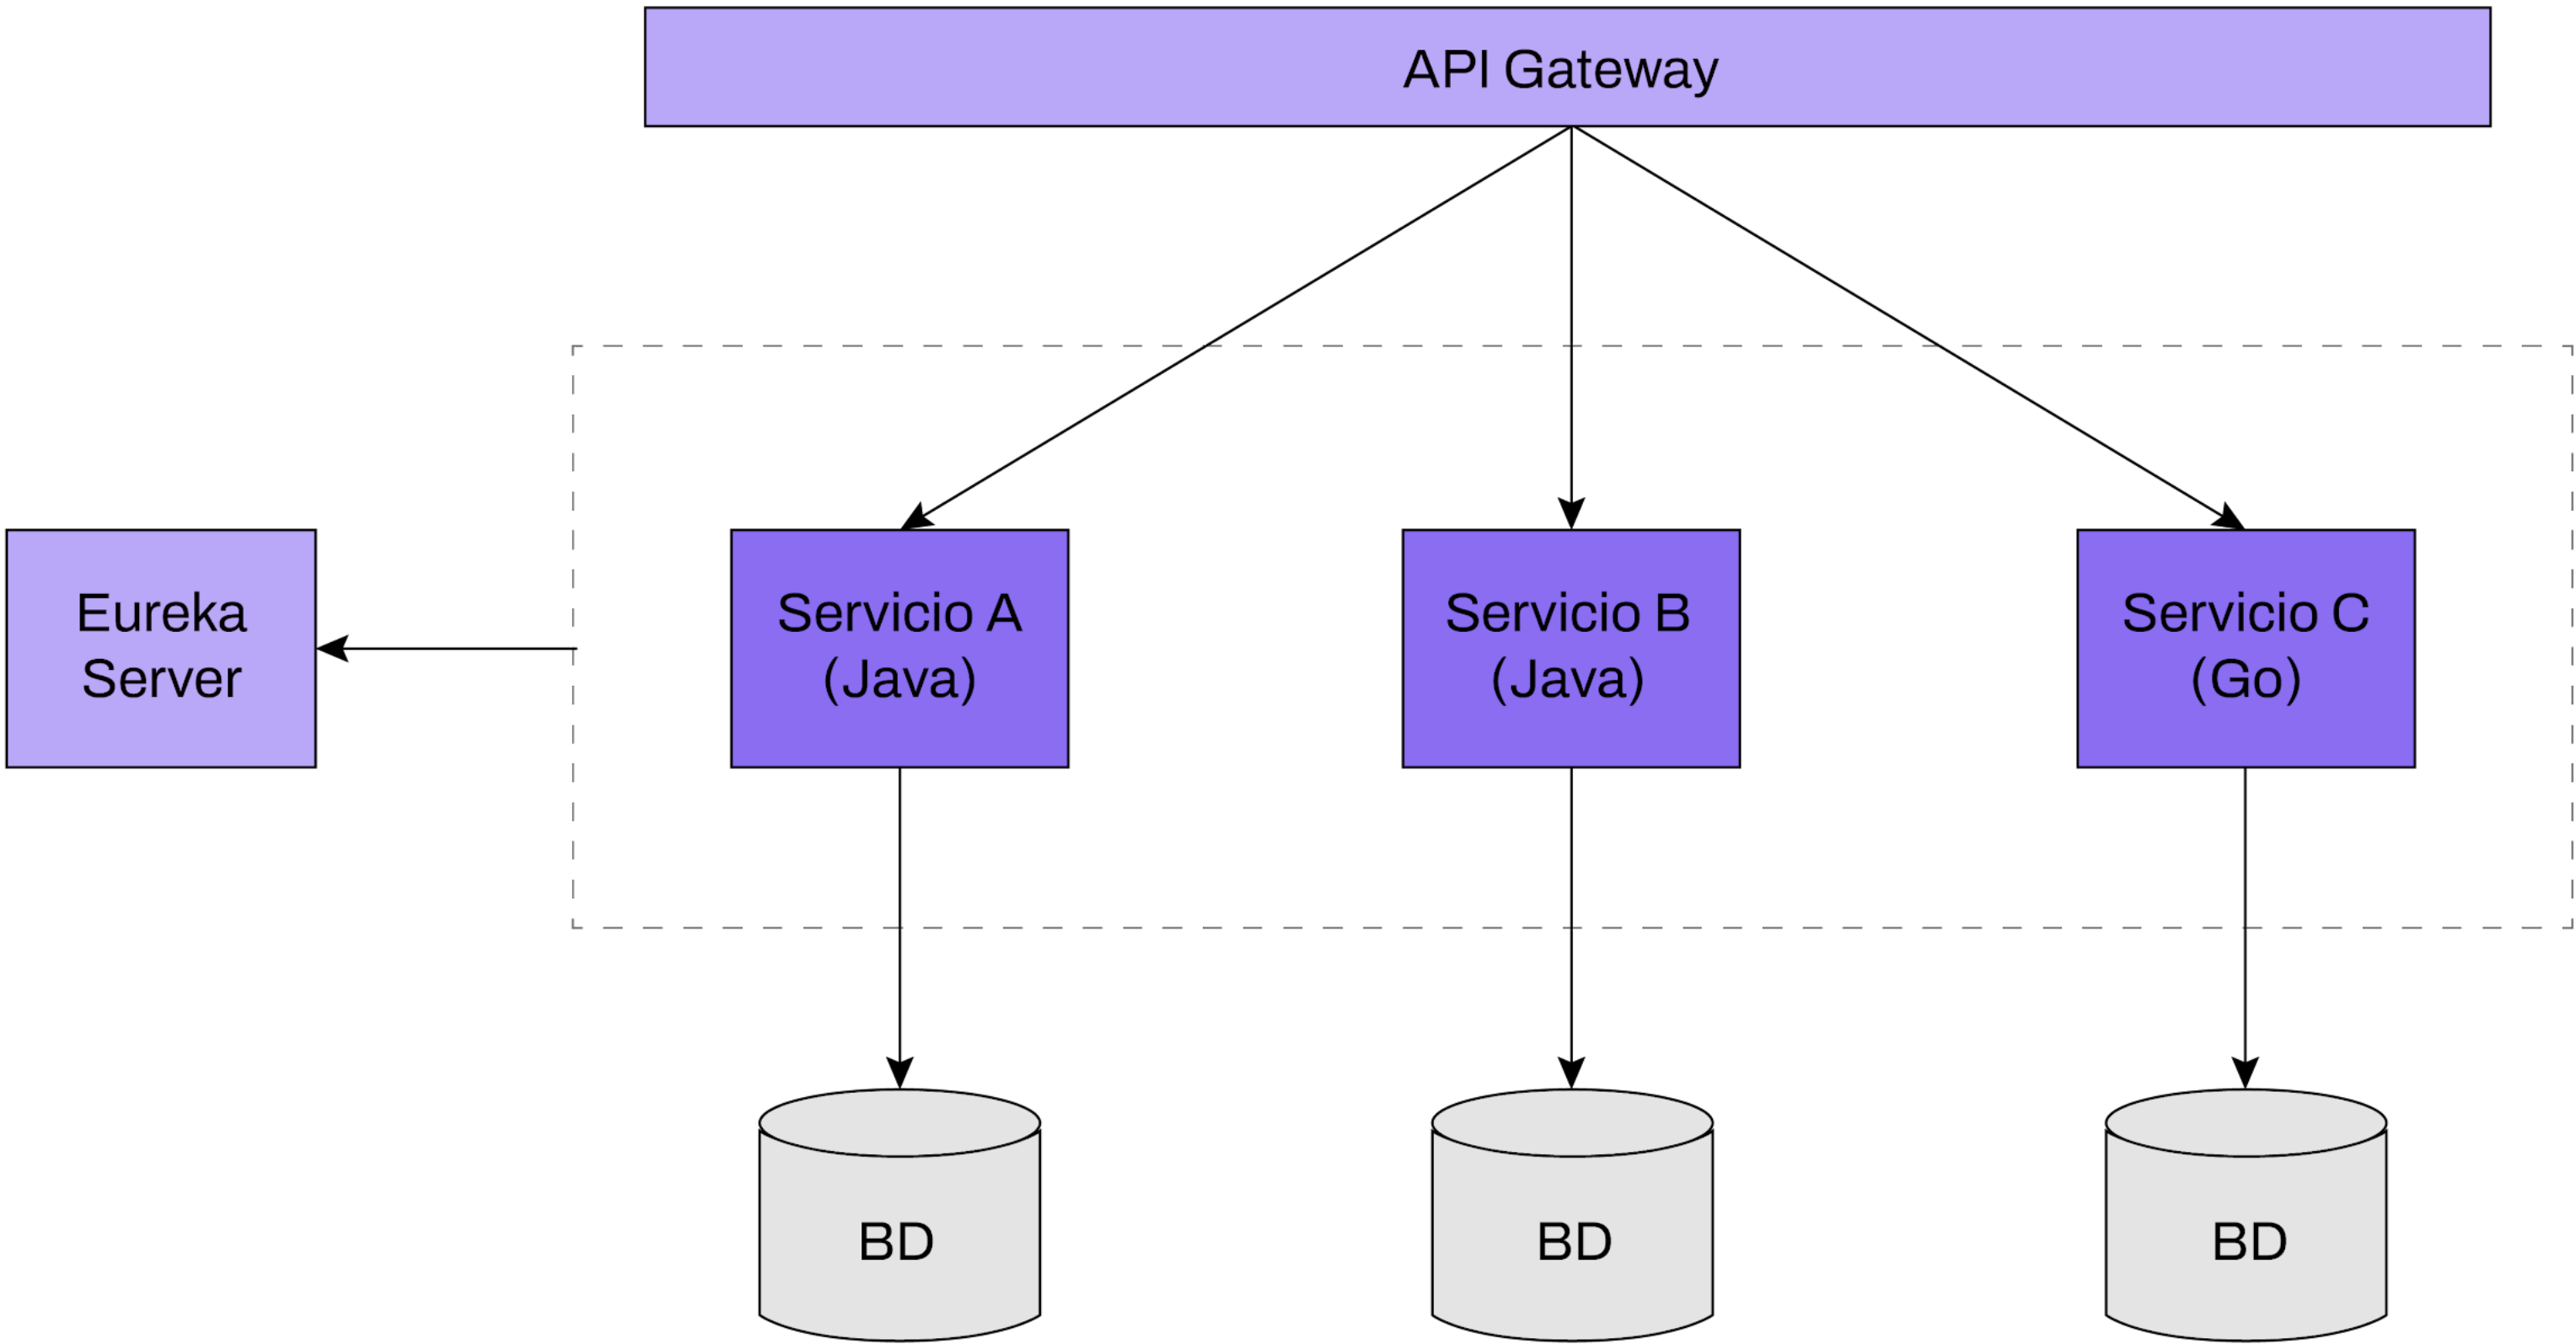 API Gateway
Eureka
Server
Servicio A
(Java)
Servicio B
(Java)
Servicio C
(Go)
BD
BD
BD